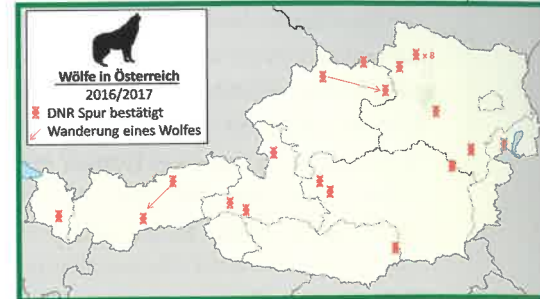 Wölfe in Österreich
2016/2017
DNR Spur bestätigt
Wanderung eines Wolfes
× 8